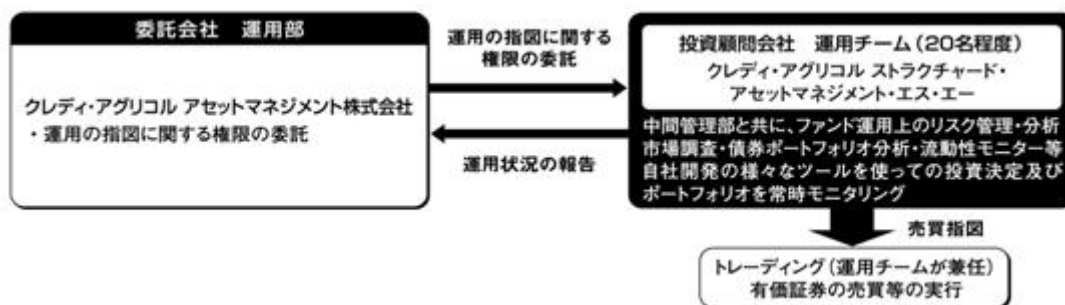 委託会社 運用部
クレディ・アグリコル アセットマネジメント株式会社
・運用の指図に関する権限の委託
運用の指図に関する
権限の委託
運用状況の報告
投資顧問会社 運用チーム(20名程度)
クレディ・アグリコル ストラクチャード・
アセットマネジメント・エス・エー
中間管理部と共に、ファンド運用上のリスク管理・分析
市場調査・債券ポートフォリオ分析・流動性モニター等
自社開発の様々なツールを使っての投資決定及び
ポートフォリオを常時モニタリング
売買指図
トレーディング(運用チームが兼任)
有価証券の売買等の実行